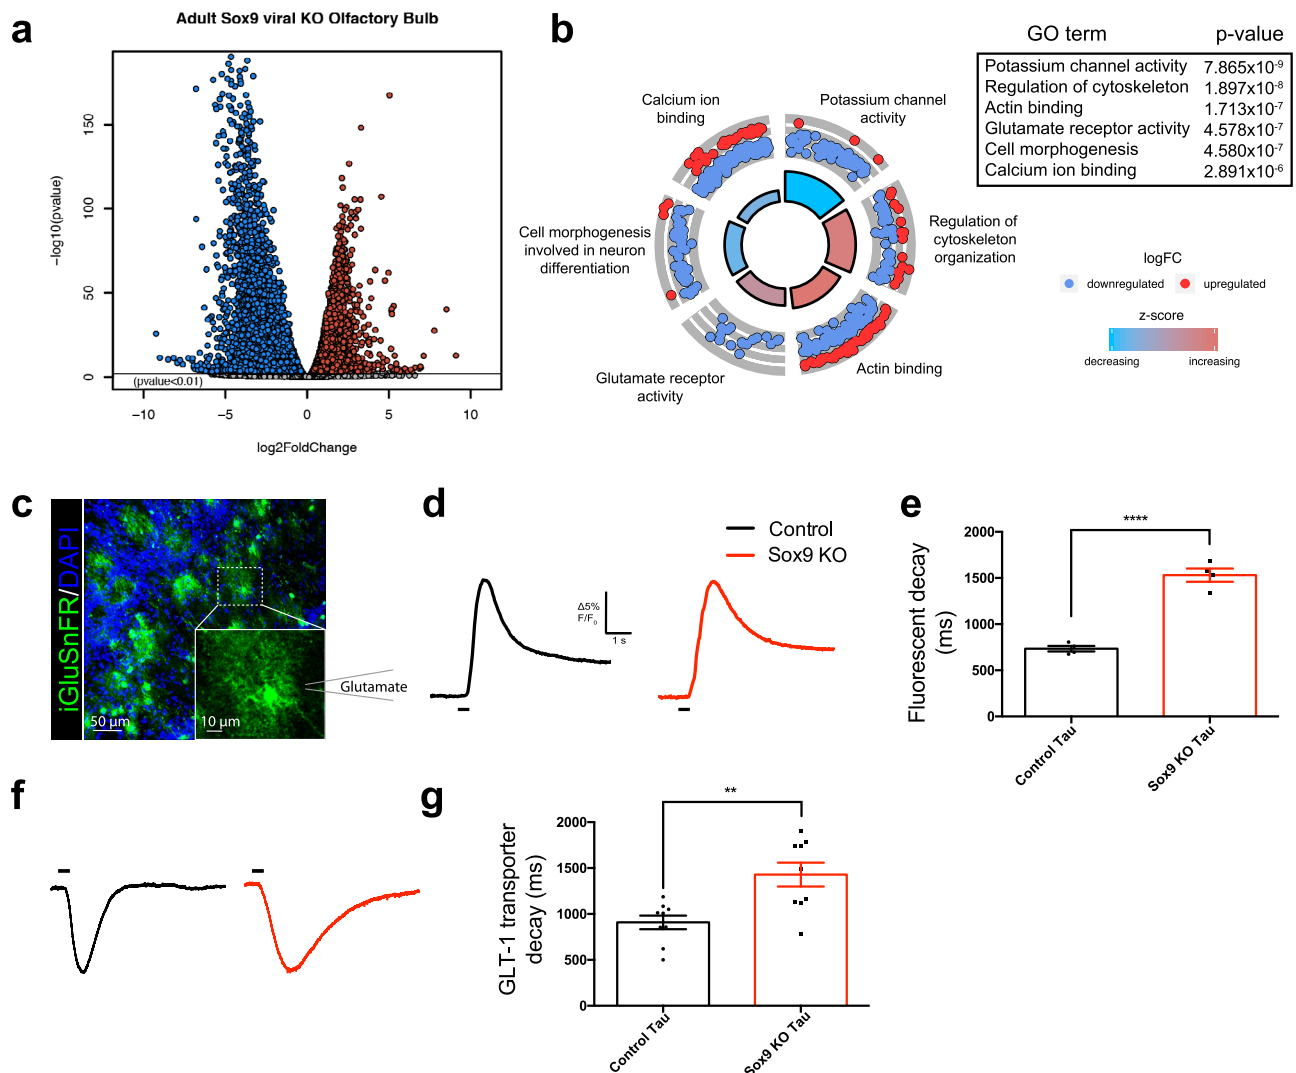 a
Adult Sox9 viral KO Olfactory Bulb
−log10(pvalue)
150
100
50
0
(pvalue<0.01)
−10
−5
0
5
10
log2FoldChange
b
Calcium ion
binding
Potassium channel
activity
Cell morphogenesis
involved in neuron
differentiation
Regulation of
cytoskeleton
organization
Glutamate receptor
activity
Actin binding
GO term p-value
Potassium channel activity 7.865x10⁻⁹
Regulation of cytoskeleton 1.897x10⁻⁸
Actin binding 1.713x10⁻⁷
Glutamate receptor activity 4.578x10⁻⁷
Cell morphogenesis 4.580x10⁻⁷
Calcium ion binding 2.891x10⁻⁶
logFC
downregulated upregulated
z-score
decreasing increasing
c
iGluSnFR/DAPI
50 µm
10 µm
Glutamate
d
Control
Sox9 KO
Δ5%
F/F₀
1 s
e
Fluorescent decay
(ms)
2000
1500
1000
500
0
****
Control Tau
Sox9 KO Tau
f
g
GLT-1 transporter
decay (ms)
2000
1500
1000
500
0
**
Control Tau
Sox9 KO Tau